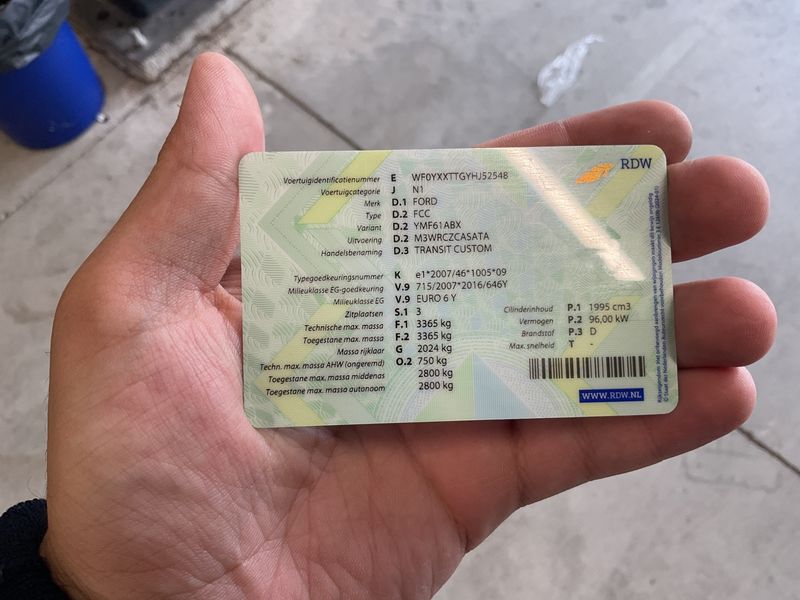 RDW
Voertuigidentificatienummer E WF0YXXTTGYHJ52548
Voertuigcategorie J N1
Merk D.1 FORD
Type D.2 FCC
Variant D.2 YMF61ABX
Uitvoering D.2 M3WRCZCASATA
Handelsbenaming D.3 TRANSIT CUSTOM
Typegoedkeuringsnummer K e1*2007/46*1005*09
Milieuklasse EG-goedkeuring V.9 715/2007*2016/646Y
Milieuklasse EG V.9 EURO 6 Y
Zitplaatsen S.1 3
Technische max. massa F.1 3365 kg
Toegestane max. massa F.2 3365 kg
Massa rijklaar G 2024 kg
Techn. max. massa AHW (ongeremd) O.2 750 kg
Toegestane max. massa middenas 2800 kg
Toegestane max. massa autonoom 2800 kg
Cilinderinhoud P.1 1995 cm3
Vermogen P.2 96,00 kW
Brandstof P.3 D
Max. snelheid T -
WWW.RDW.NL